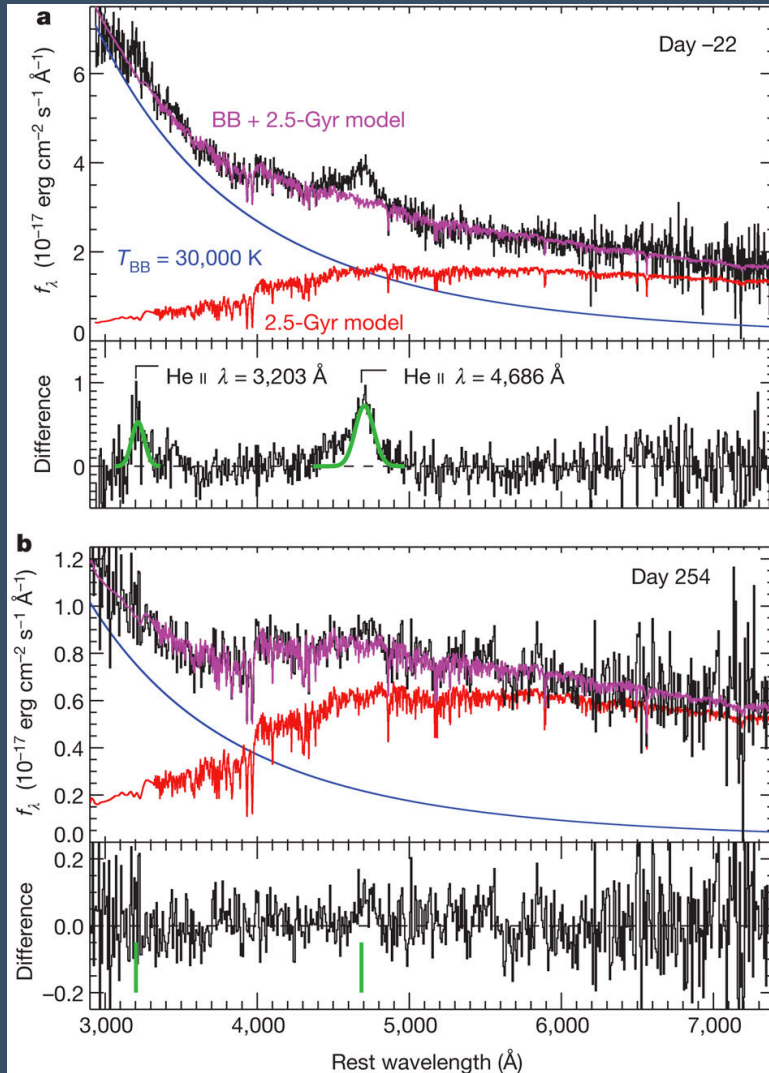 a
Day −22
BB + 2.5-Gyr model
T_BB = 30,000 K
2.5-Gyr model
f_λ (10⁻¹⁷ erg cm⁻² s⁻¹ Å⁻¹)
6
4
2
0
He II λ = 3,203 Å
He II λ = 4,686 Å
Difference
1
0
b
Day 254
f_λ (10⁻¹⁷ erg cm⁻² s⁻¹ Å⁻¹)
1.2
1.0
0.8
0.6
0.4
0.2
0.0
Difference
0.2
0.0
−0.2
3,000 4,000 5,000 6,000 7,000
Rest wavelength (Å)